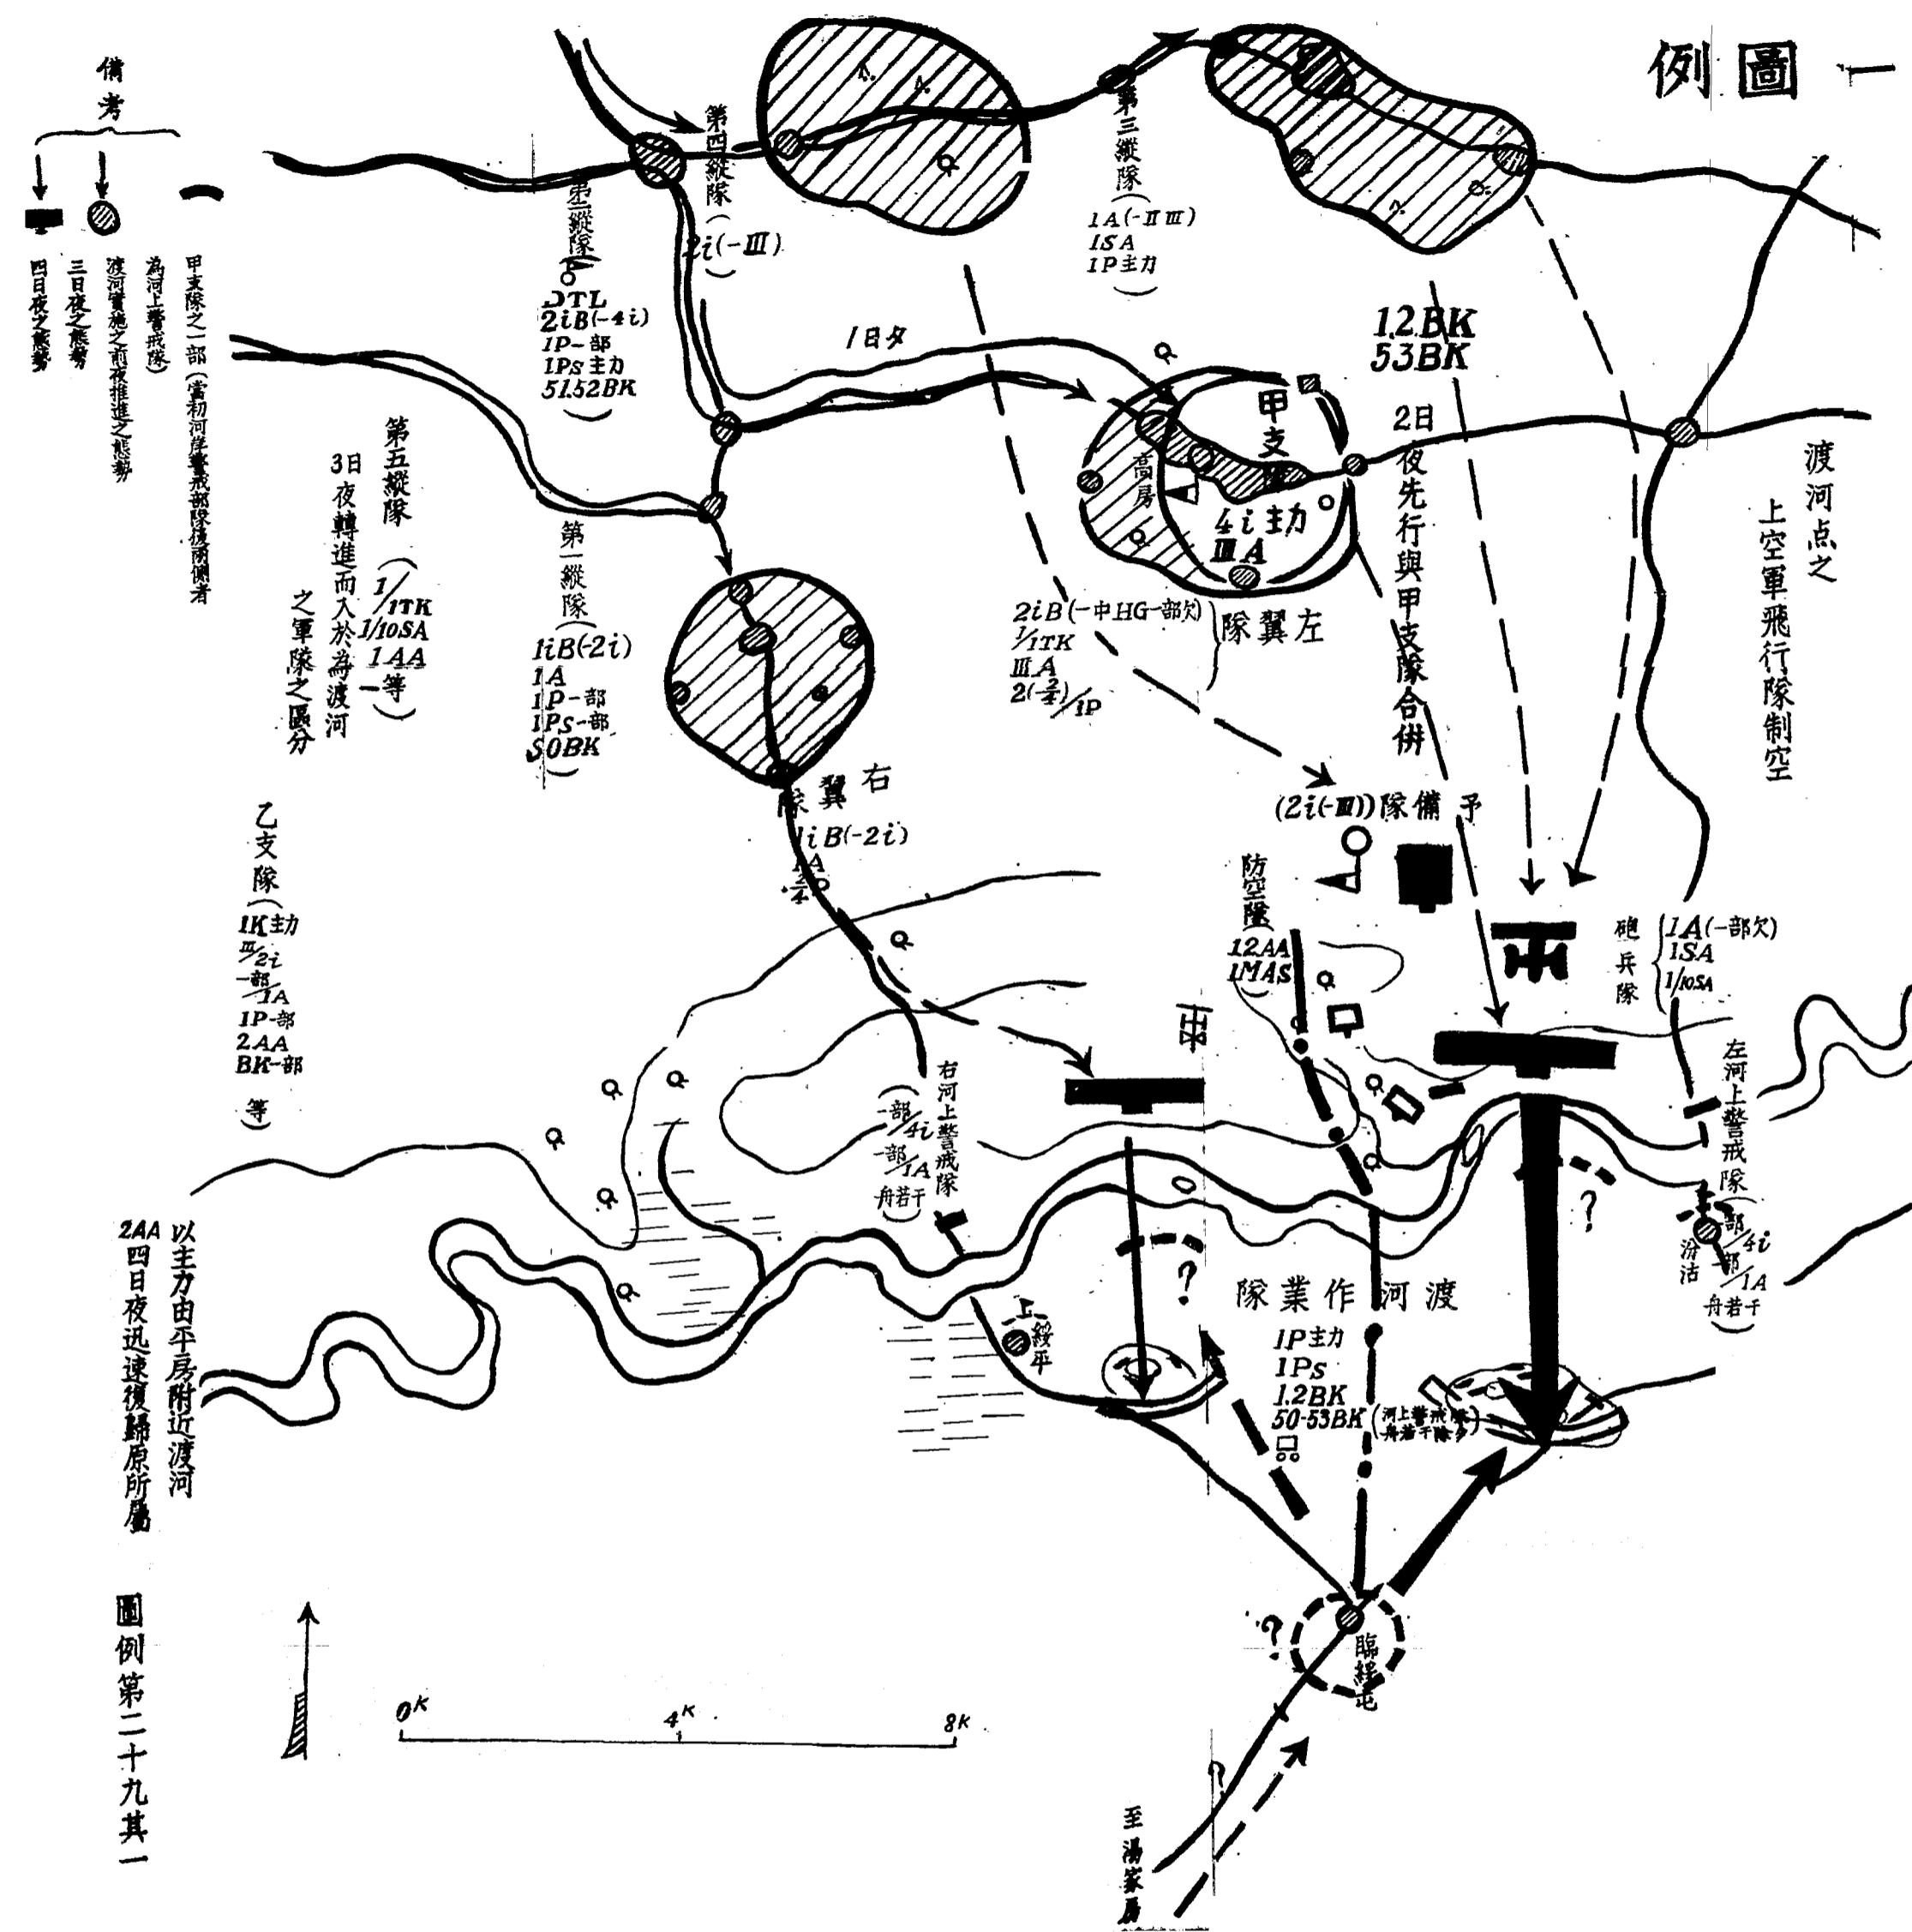 圖例一
備考
甲支隊之一部(當初河岸警戒部隊後兩側者
為河上警戒隊)
渡河實施之前夜推進之態勢
三日夜之態勢
四日夜之態勢
第四縱隊
(2i(-III))
第三縱隊
(1A(-II III)
1SA
1P主力)
第二縱隊
DTL
2iB(-4i)
1P一部
1Ps主力
51.52BK
)
1日夕
1.2.BK
53BK
甲支隊
高房
4i主力
III A
2日夜先行與甲支隊合併
渡河点之
上空軍飛行隊制空
第五縱隊
(1/1TK
1/10SA
1AA
一等)
3日夜轉進而入於為渡河
之軍隊之區分
第一縱隊
(1iB(-2i)
1A
1P一部
1Ps一部
50BK
)
左翼隊
2iB(一中HG一部欠)
1/1TK
III A
2(-2/4)/1P
右翼隊
1iB(-2i)
1A
2/4P
予備隊(2i(-III))
乙支隊
(1K主力
III/2i
一部/1A
1P一部
2AA
BK一部
等)
防空隊
(12AA
1MAS
)
砲兵隊
1A(一部欠)
1SA
1/10SA
右河上警戒隊
(一部/4i
一部/1A
舟若干)
左河上警戒隊
(一部/4i
一部/1A
舟若干)
汾沽
?
?
上綏平
渡河作業隊
1P主力
1Ps
1.2BK
50-53BK(河上警戒隊
舟若干除ク)
以主力由平房附近渡河
2AA四日夜迅速復歸原所屬
?
臨綏屯
?
至湯家房
0K 4K 8K
圖例第二十九其一